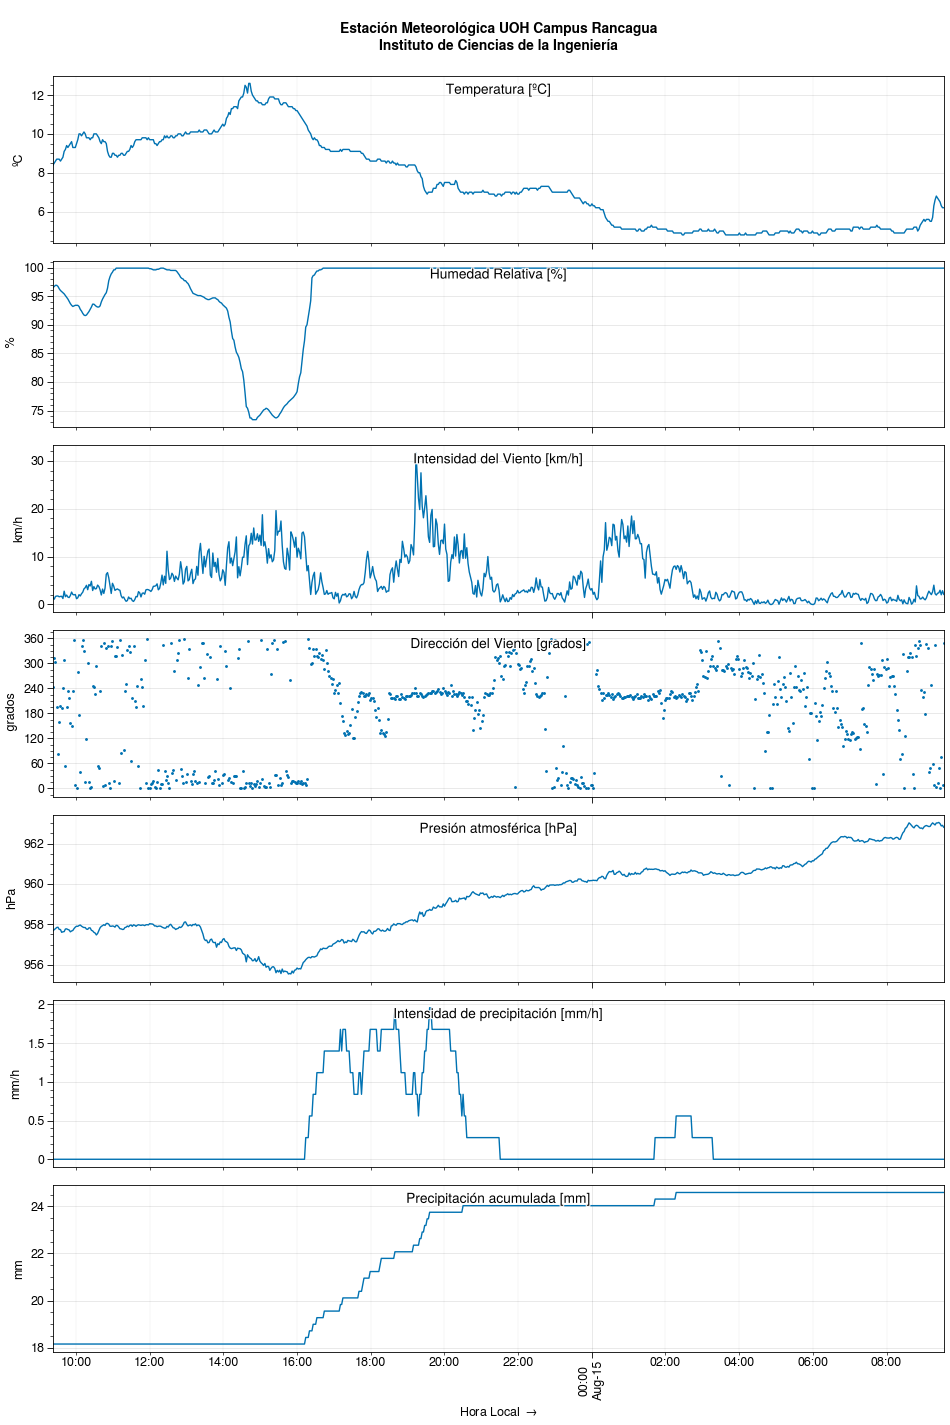 Estación Meteorológica UOH Campus Rancagua
Instituto de Ciencias de la Ingeniería
Temperatura [ºC]
12
10
8
6
ºC
Humedad Relativa [%]
100
95
90
85
80
75
%
Intensidad del Viento [km/h]
30
20
10
0
km/h
Dirección del Viento [grados]
360
300
240
180
120
60
0
grados
Presión atmosférica [hPa]
962
960
958
956
hPa
Intensidad de precipitación [mm/h]
2
1.5
1
0.5
0
mm/h
Precipitación acumulada [mm]
24
22
20
18
mm
10:00 12:00 14:00 16:00 18:00 20:00 22:00 00:00 02:00 04:00 06:00 08:00
Aug-15
Hora Local →